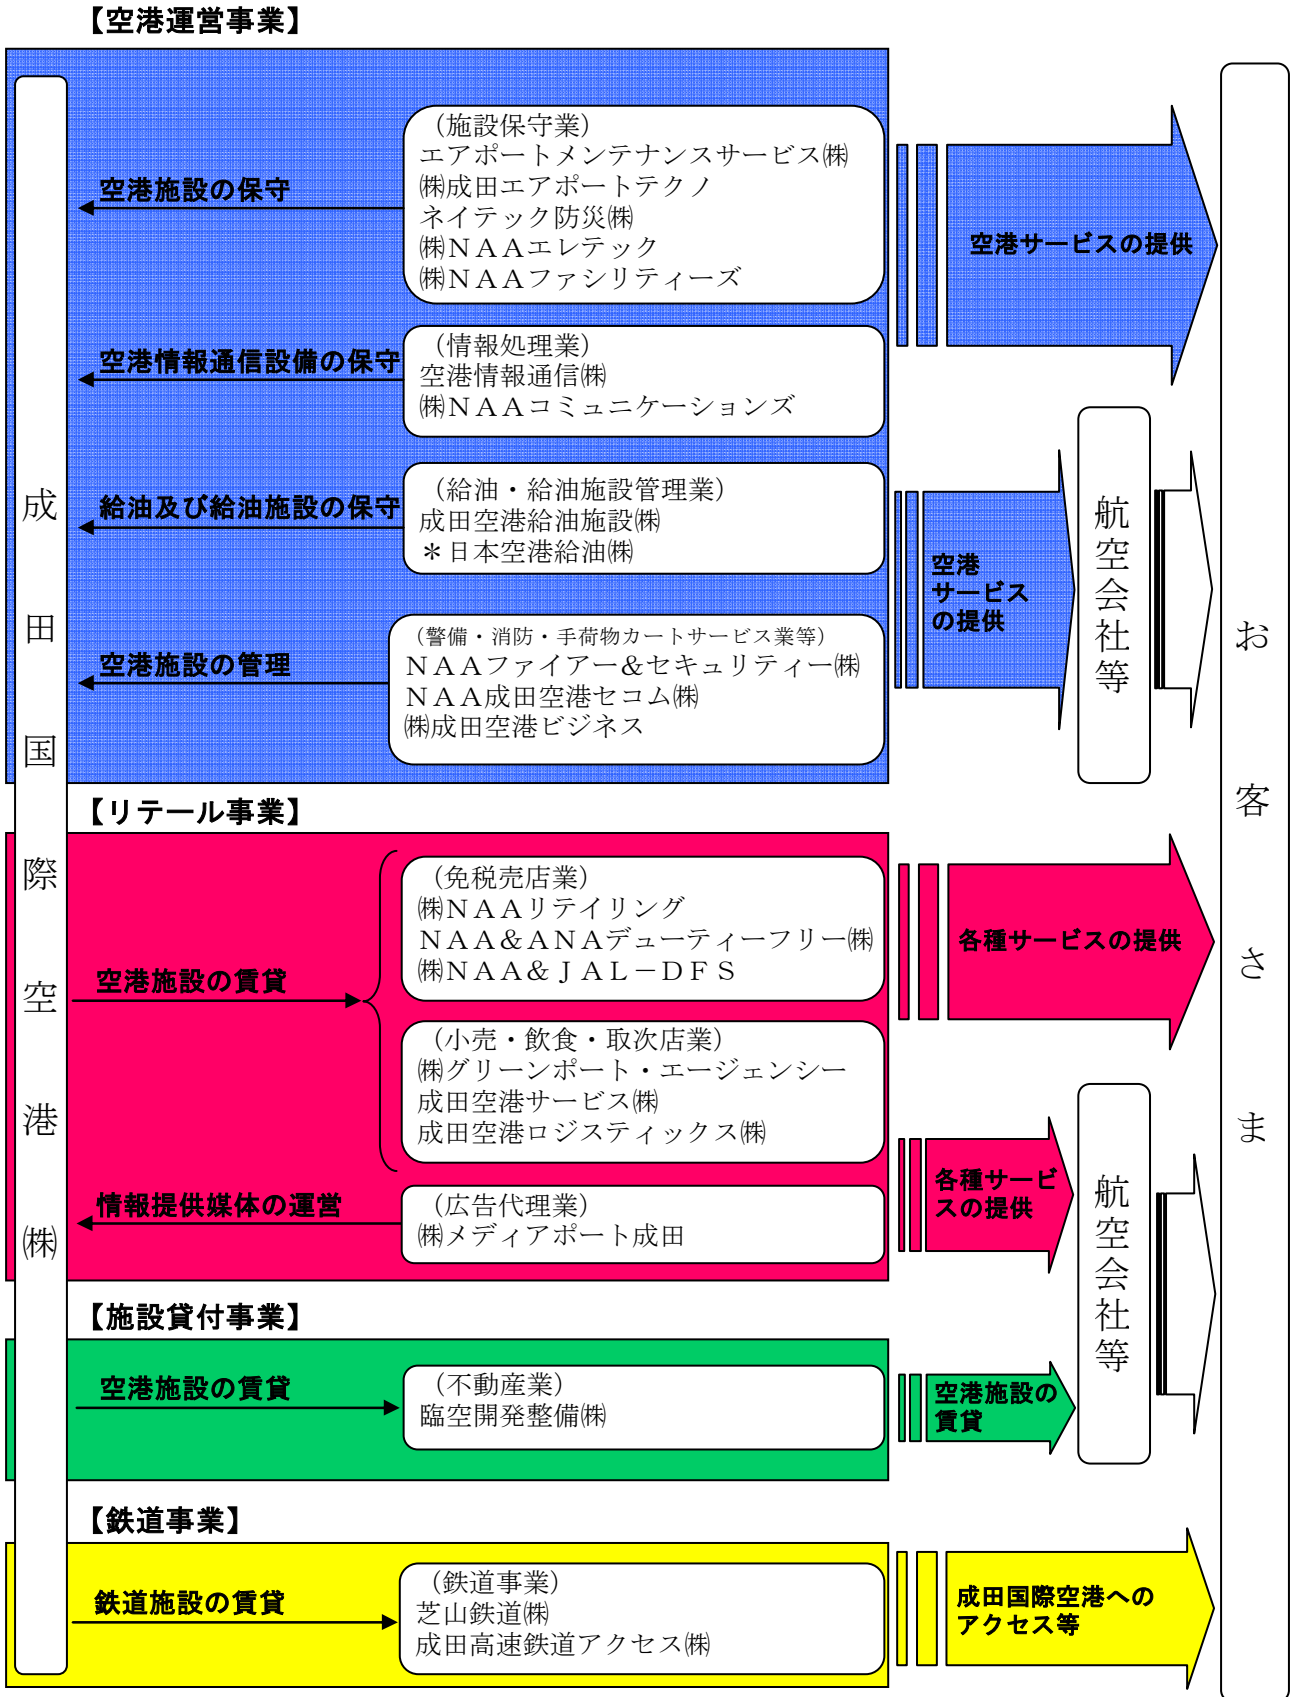 【空港運営事業】
空港施設の保守
（施設保守業）
エアポートメンテナンスサービス㈱
㈱成田エアポートテクノ
ネイテック防災㈱
㈱ＮＡＡエレテック
㈱ＮＡＡファシリティーズ
空港サービスの提供
空港情報通信設備の保守
（情報処理業）
空港情報通信㈱
㈱ＮＡＡコミュニケーションズ
給油及び給油施設の保守
（給油・給油施設管理業）
成田空港給油施設㈱
＊日本空港給油㈱
空港
サービス
の提供
航空会社等
空港施設の管理
（警備・消防・手荷物カートサービス業等）
ＮＡＡファイアー＆セキュリティー㈱
ＮＡＡ成田空港セコム㈱
㈱成田空港ビジネス
成田国際空港㈱
お客さま
【リテール事業】
空港施設の賃貸
（免税売店業）
㈱ＮＡＡリテイリング
ＮＡＡ＆ＡＮＡデューティーフリー㈱
㈱ＮＡＡ＆ＪＡＬ－ＤＦＳ
各種サービスの提供
（小売・飲食・取次店業）
㈱グリーンポート・エージェンシー
成田空港サービス㈱
成田空港ロジスティックス㈱
情報提供媒体の運営
（広告代理業）
㈱メディアポート成田
各種サービ
スの提供
航空会社等
【施設貸付事業】
空港施設の賃貸
（不動産業）
臨空開発整備㈱
空港施設の
賃貸
【鉄道事業】
鉄道施設の賃貸
（鉄道事業）
芝山鉄道㈱
成田高速鉄道アクセス㈱
成田国際空港への
アクセス等